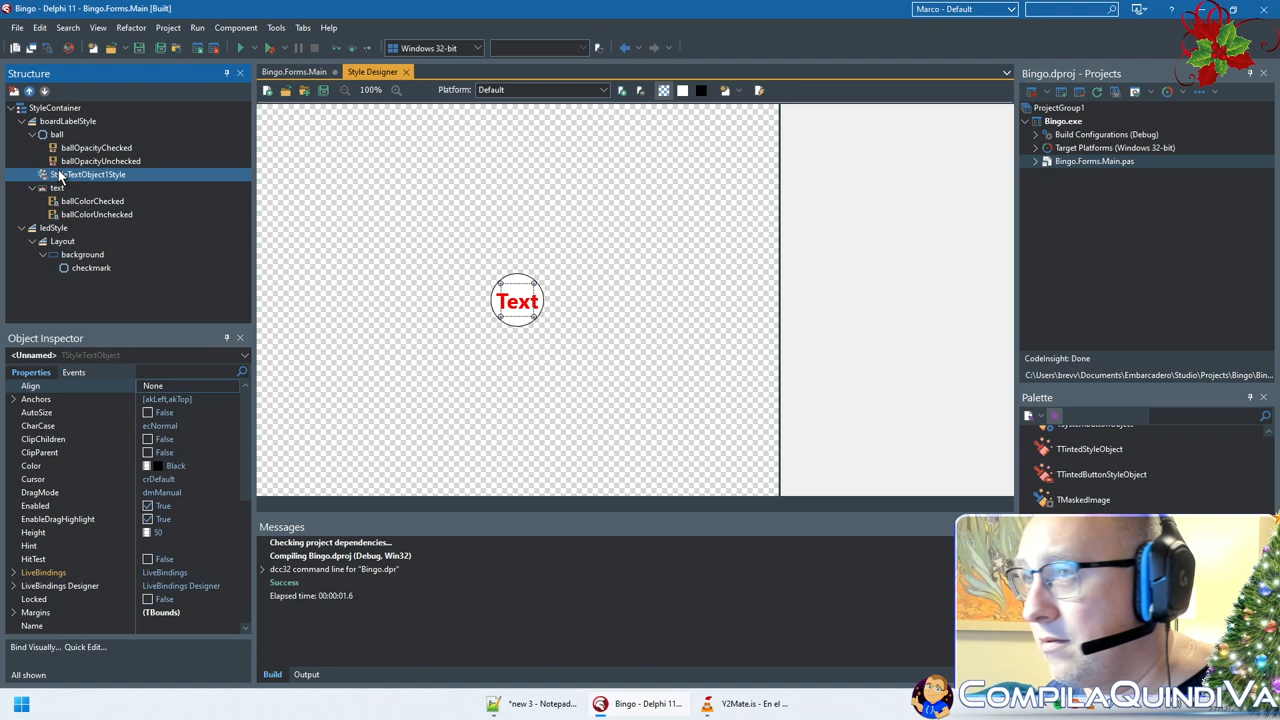 Bingo - Delphi 11 - Bingo.Forms.Main [Built]
Marco - Default
File Edit Search View Refactor Project Run Component Tools Tabs Help
Windows 32-bit
Structure
StyleContainer
boardLabelStyle
ball
ballOpacityChecked
ballOpacityUnchecked
StyleTextObject1Style
text
ballColorChecked
ballColorUnchecked
ledStyle
Layout
background
checkmark
Object Inspector
<Unnamed> TStyleTextObject
Properties Events
Align None
Anchors [akLeft,akTop]
AutoSize False
CharCase ecNormal
ClipChildren False
ClipParent False
Color Black
Cursor crDefault
DragMode dmManual
Enabled True
EnableDragHighlight True
Height 50
Hint
HitTest False
LiveBindings LiveBindings
LiveBindings Designer LiveBindings Designer
Locked False
Margins (TBounds)
Name
Bind Visually... Quick Edit...
All shown
Bingo.Forms.Main Style Designer
100% Platform: Default
Text
Messages
Checking project dependencies...
Compiling Bingo.dproj (Debug, Win32)
dcc32 command line for "Bingo.dpr"
Success
Elapsed time: 00:00:01.6
Build Output
Bingo.dproj - Projects
ProjectGroup1
Bingo.exe
Build Configurations (Debug)
Target Platforms (Windows 32-bit)
Bingo.Forms.Main.pas
CodeInsight: Done
C:\Users\brevv\Documents\Embarcadero\Studio\Projects\Bingo\Bin...
Palette
TSystemButtonObject
TTintedStyleObject
TTintedButtonStyleObject
TMaskedImage
*new 3 - Notepad... Bingo - Delphi 11... Y2Mate.is - En el ...
CompilaQuindiVa